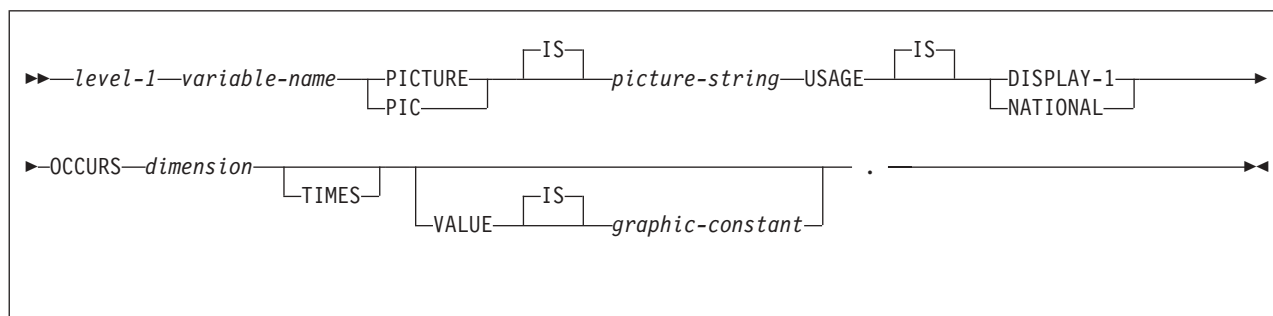 IS IS
level-1 variable-name PICTURE picture-string USAGE DISPLAY-1
PIC NATIONAL
OCCURS dimension .
TIMES IS
VALUE graphic-constant